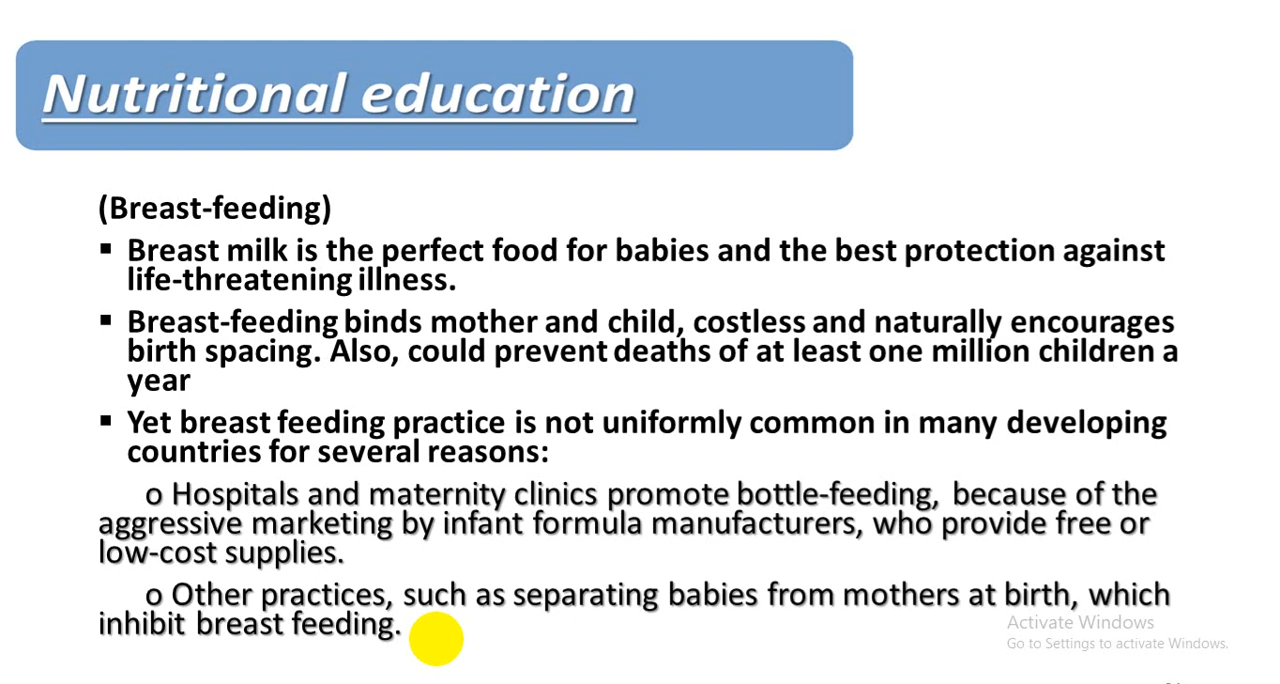 Nutritional education
(Breast-feeding)
▪ Breast milk is the perfect food for babies and the best protection against
life-threatening illness.
▪ Breast-feeding binds mother and child, costless and naturally encourages
birth spacing. Also, could prevent deaths of at least one million children a
year
▪ Yet breast feeding practice is not uniformly common in many developing
countries for several reasons:
o Hospitals and maternity clinics promote bottle-feeding, because of the
aggressive marketing by infant formula manufacturers, who provide free or
low-cost supplies.
o Other practices, such as separating babies from mothers at birth, which
inhibit breast feeding.
Activate Windows
Go to Settings to activate Windows.